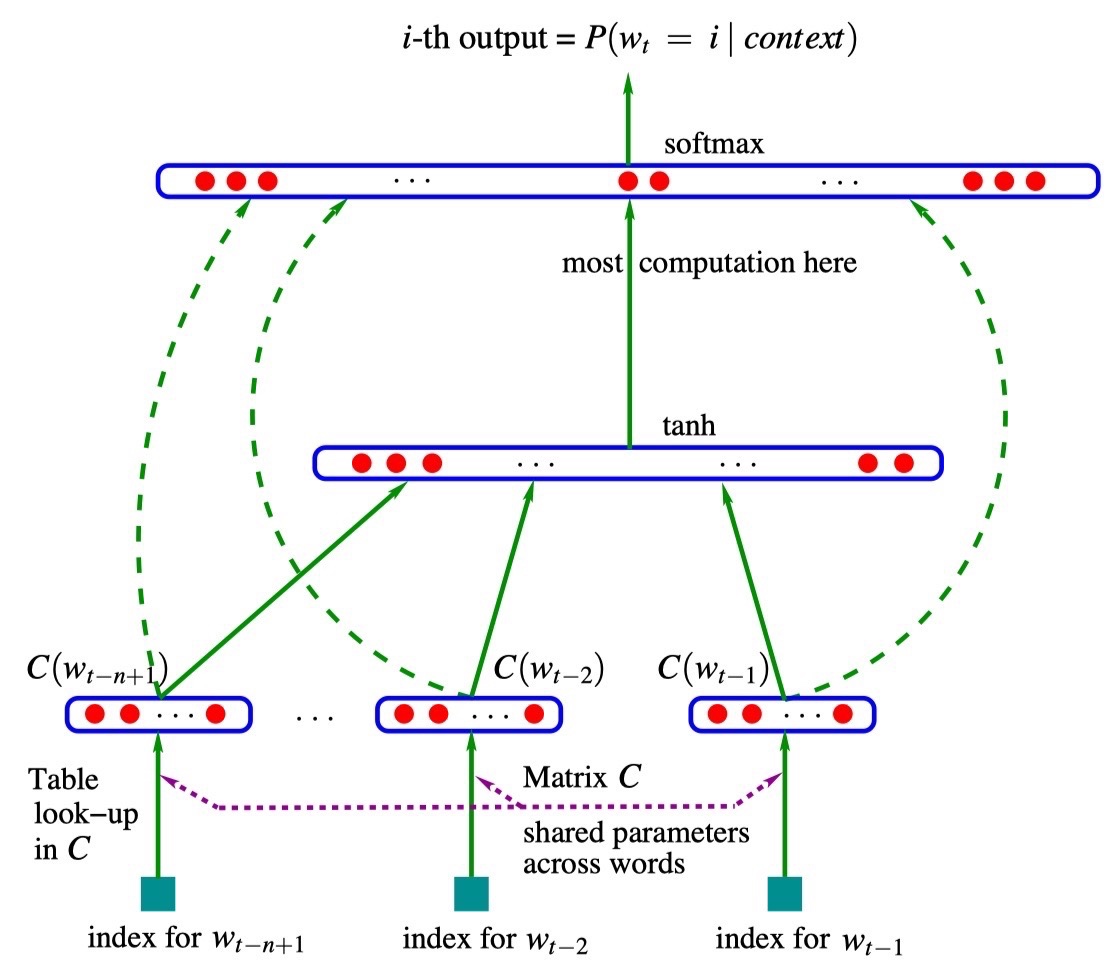 i-th output = P(w_t = i | context)
softmax
. . .
. . .
most computation here
tanh
. . .
. . .
C(w_{t−n+1})
C(w_{t−2})
C(w_{t−1})
. . .
. . .
. . .
. . .
Table
look−up
in C
Matrix C
shared parameters
across words
index for w_{t−n+1}
index for w_{t−2}
index for w_{t−1}